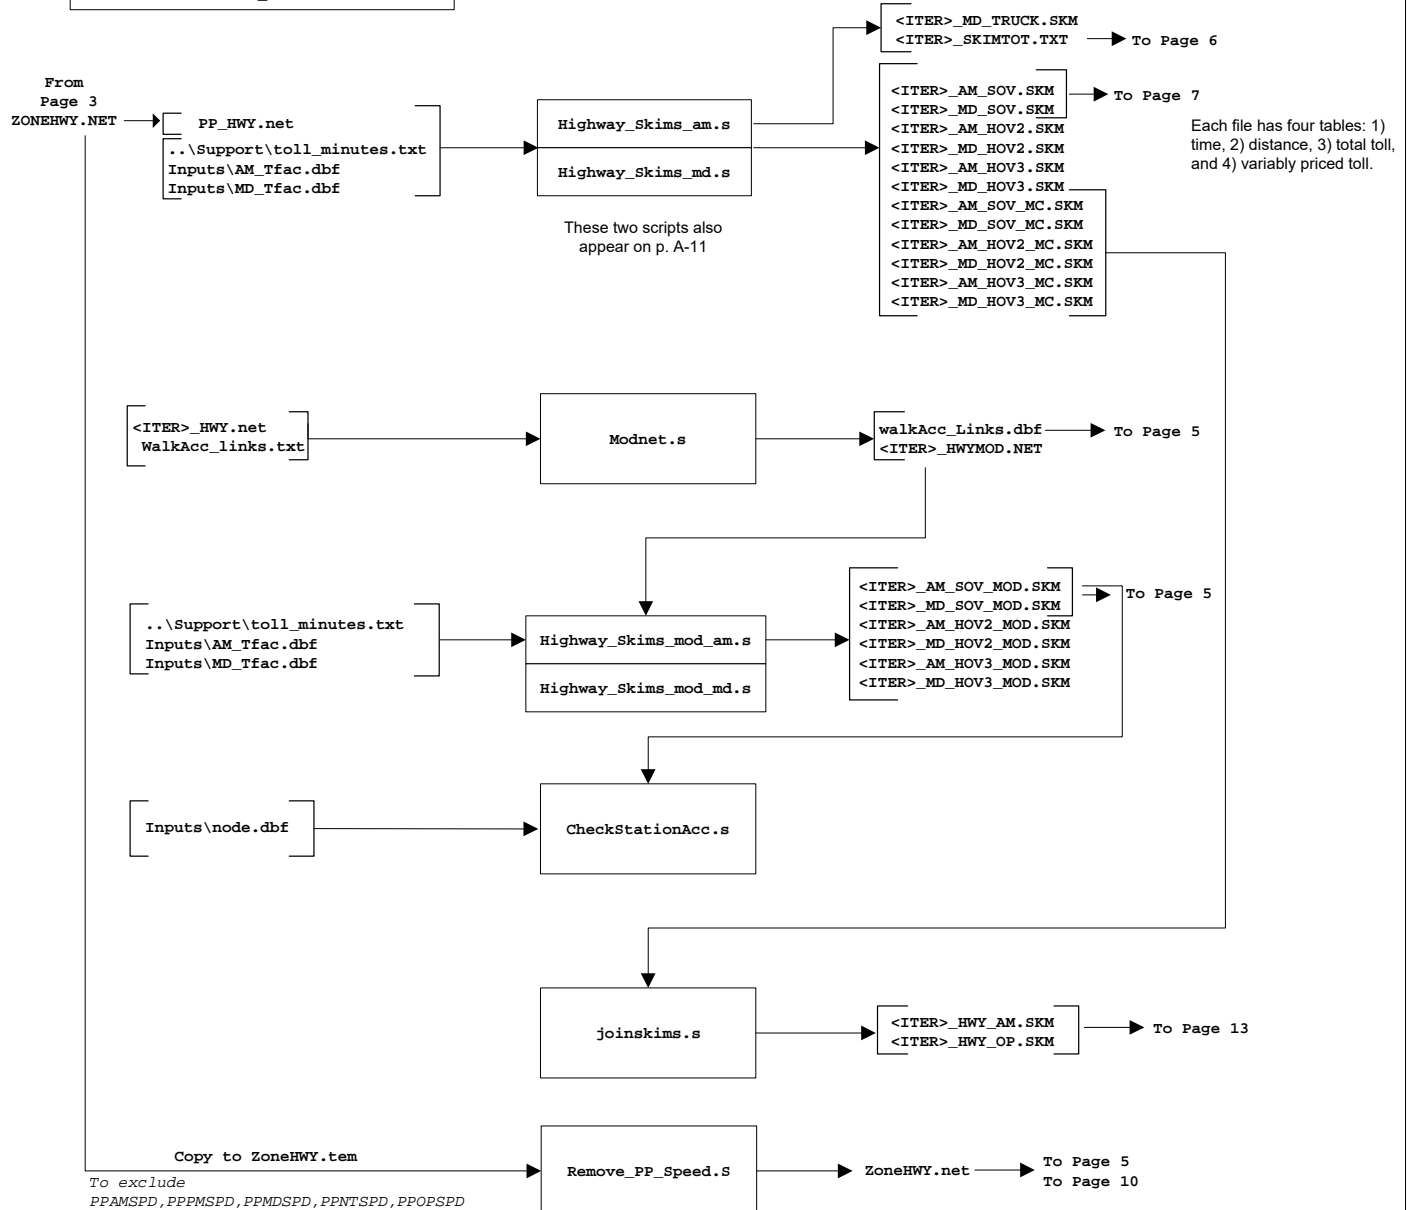 <ITER>_MD_TRUCK.SKM
<ITER>_SKIMTOT.TXT
To Page 6
From
Page 3
ZONEHWY.NET
PP_HWY.net
..\Support\toll_minutes.txt
Inputs\AM_Tfac.dbf
Inputs\MD_Tfac.dbf
Highway_Skims_am.s
Highway_Skims_md.s
These two scripts also
appear on p. A-11
<ITER>_AM_SOV.SKM
<ITER>_MD_SOV.SKM
<ITER>_AM_HOV2.SKM
<ITER>_MD_HOV2.SKM
<ITER>_AM_HOV3.SKM
<ITER>_MD_HOV3.SKM
<ITER>_AM_SOV_MC.SKM
<ITER>_MD_SOV_MC.SKM
<ITER>_AM_HOV2_MC.SKM
<ITER>_MD_HOV2_MC.SKM
<ITER>_AM_HOV3_MC.SKM
<ITER>_MD_HOV3_MC.SKM
To Page 7
Each file has four tables: 1)
time, 2) distance, 3) total toll,
and 4) variably priced toll.
<ITER>_HWY.net
WalkAcc_links.txt
Modnet.s
walkAcc_Links.dbf
<ITER>_HWYMOD.NET
To Page 5
..\Support\toll_minutes.txt
Inputs\AM_Tfac.dbf
Inputs\MD_Tfac.dbf
Highway_Skims_mod_am.s
Highway_Skims_mod_md.s
<ITER>_AM_SOV_MOD.SKM
<ITER>_MD_SOV_MOD.SKM
<ITER>_AM_HOV2_MOD.SKM
<ITER>_MD_HOV2_MOD.SKM
<ITER>_AM_HOV3_MOD.SKM
<ITER>_MD_HOV3_MOD.SKM
To Page 5
Inputs\node.dbf
CheckStationAcc.s
joinskims.s
<ITER>_HWY_AM.SKM
<ITER>_HWY_OP.SKM
To Page 13
Copy to ZoneHWY.tem
To exclude
PPAMSPD,PPPMSPD,PPMDSPD,PPNTSPD,PPOPSPD
Remove_PP_Speed.S
ZoneHWY.net
To Page 5
To Page 10